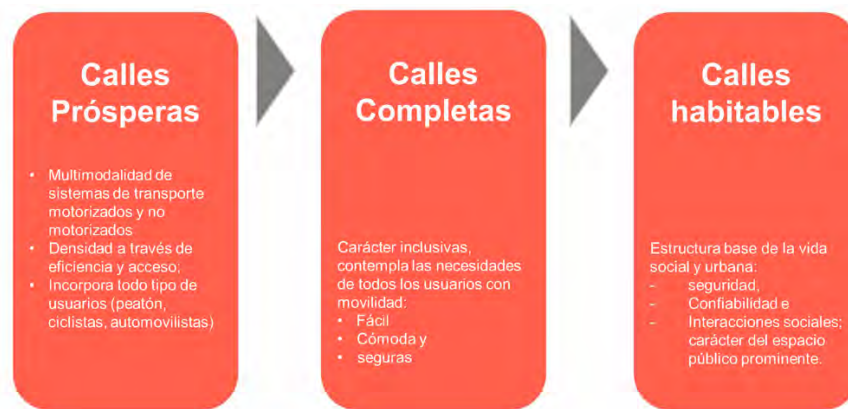 Calles
Prósperas
• Multimodalidad de
sistemas de transporte
motorizados y no
motorizados
• Densidad a través de
eficiencia y acceso;
• Incorpora todo tipo de
usuarios (peatón,
ciclistas, automovilistas)
Calles
Completas
Carácter inclusivas,
contempla las necesidades
de todos los usuarios con
movilidad:
• Fácil
• Cómoda y
• seguras
Calles
habitables
Estructura base de la vida
social y urbana:
- seguridad,
- Confiabilidad e
- Interacciones sociales;
carácter del espacio
público prominente.